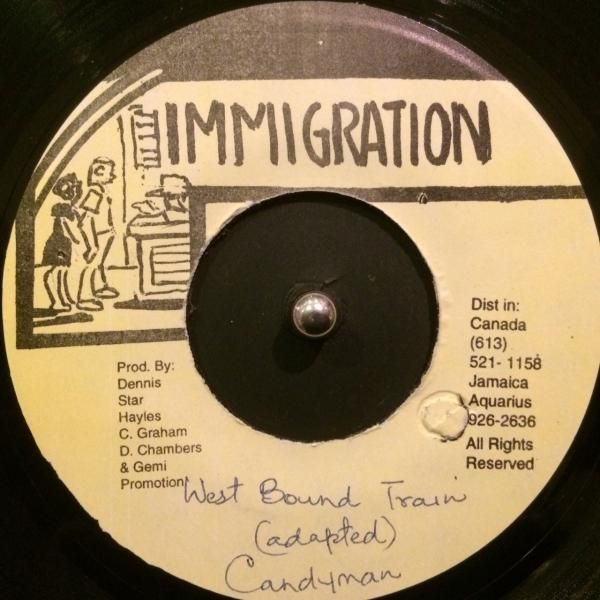 IMMIGRATION
Prod. By:
Dennis
Star
Hayles
C. Graham
D. Chambers
& Gemi
Promotion
Dist in:
Canada
(613)
521- 1158
Jamaica
Aquarius
926-2636
All Rights
Reserved
West Bound Train
(adapted)
Candyman